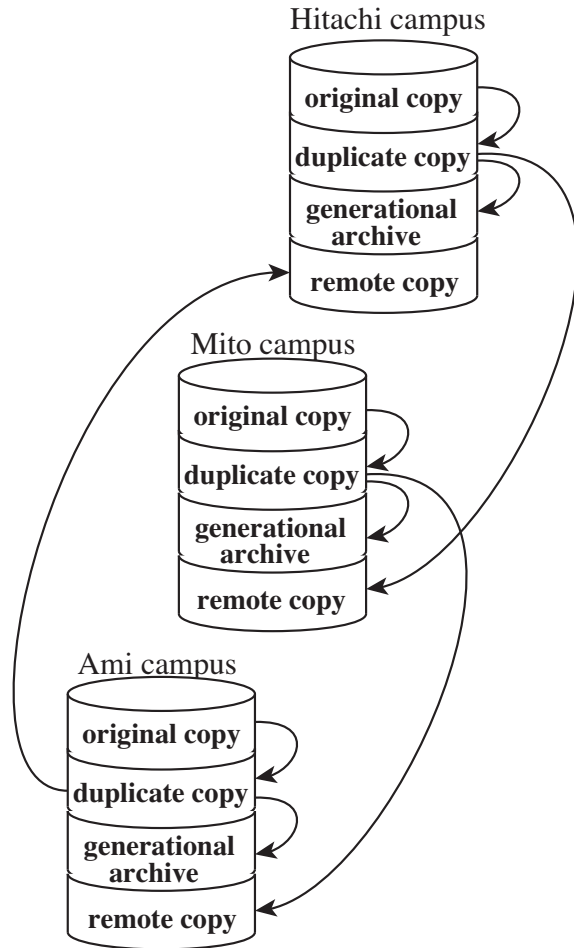 Hitachi campus
original copy
duplicate copy
generational
archive
remote copy
Mito campus
original copy
duplicate copy
generational
archive
remote copy
Ami campus
original copy
duplicate copy
generational
archive
remote copy